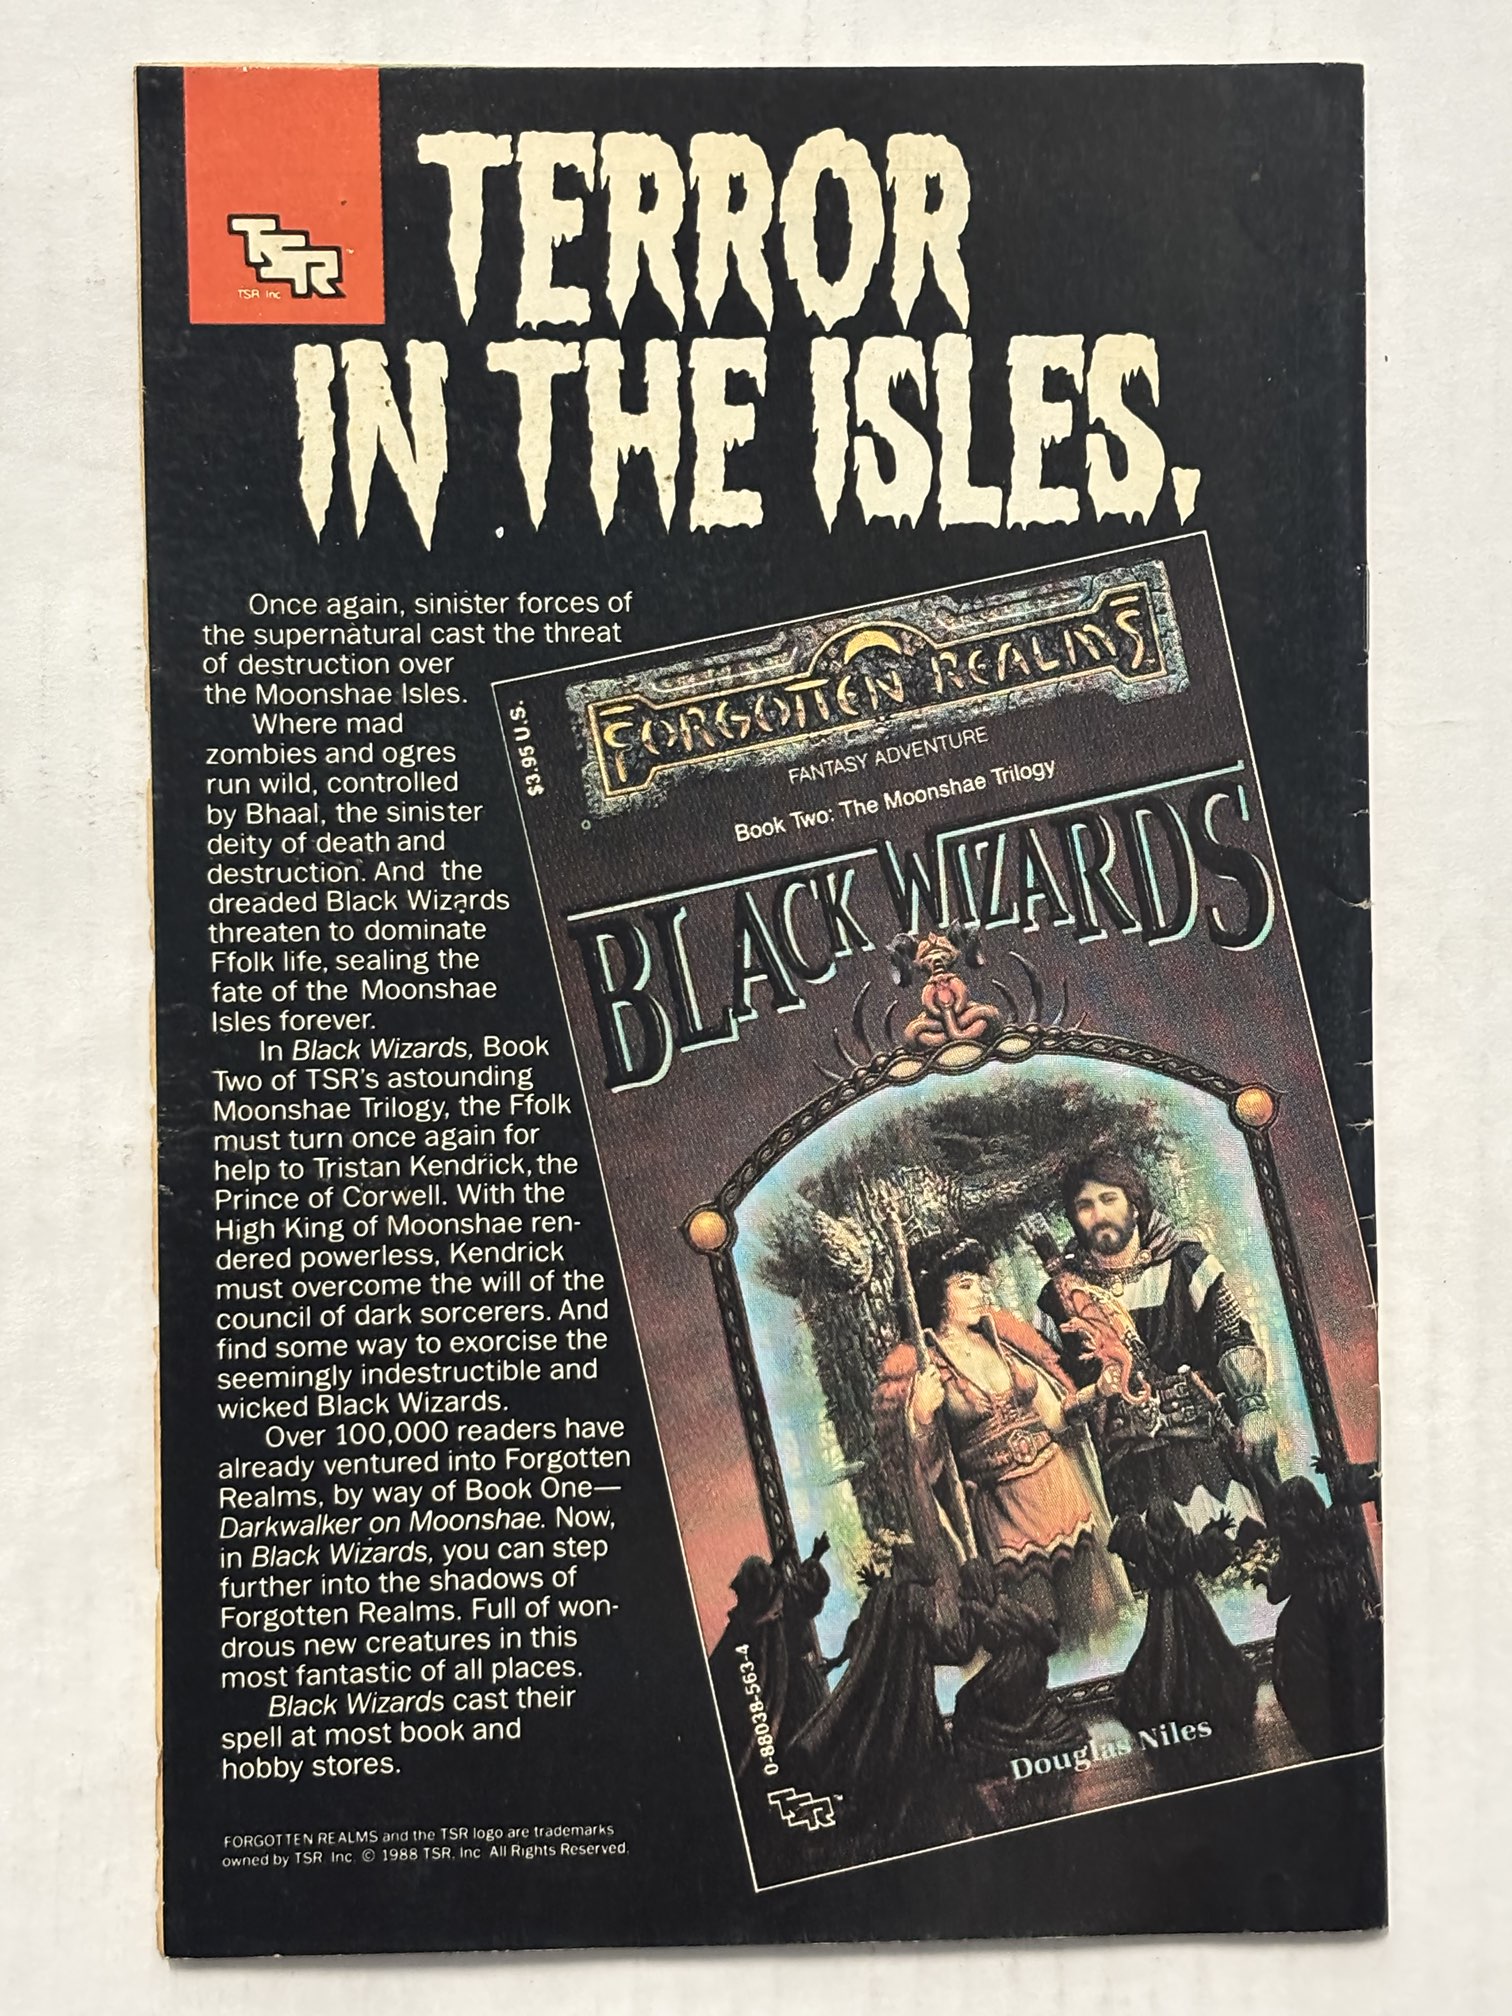 TSR™
TSR Inc
TERROR
IN THE ISLES.
Once again, sinister forces of
the supernatural cast the threat
of destruction over
the Moonshae Isles.
Where mad
zombies and ogres
run wild, controlled
by Bhaal, the sinister
deity of death and
destruction. And the
dreaded Black Wizards
threaten to dominate
Ffolk life, sealing the
fate of the Moonshae
Isles forever.
In Black Wizards, Book
Two of TSR's astounding
Moonshae Trilogy, the Ffolk
must turn once again for
help to Tristan Kendrick, the
Prince of Corwell. With the
High King of Moonshae ren-
dered powerless, Kendrick
must overcome the will of the
council of dark sorcerers. And
find some way to exorcise the
seemingly indestructible and
wicked Black Wizards.
Over 100,000 readers have
already ventured into Forgotten
Realms, by way of Book One—
Darkwalker on Moonshae. Now,
in Black Wizards, you can step
further into the shadows of
Forgotten Realms. Full of won-
drous new creatures in this
most fantastic of all places.
Black Wizards cast their
spell at most book and
hobby stores.
FORGOTTEN REALMS and the TSR logo are trademarks
owned by TSR Inc. © 1988 TSR, Inc All Rights Reserved.
$3.95 U.S.
FORGOTTEN REALMS
FANTASY ADVENTURE
Book Two: The Moonshae Trilogy
BLACK WIZARDS
0-88038-563-4
TSR™
Douglas Niles